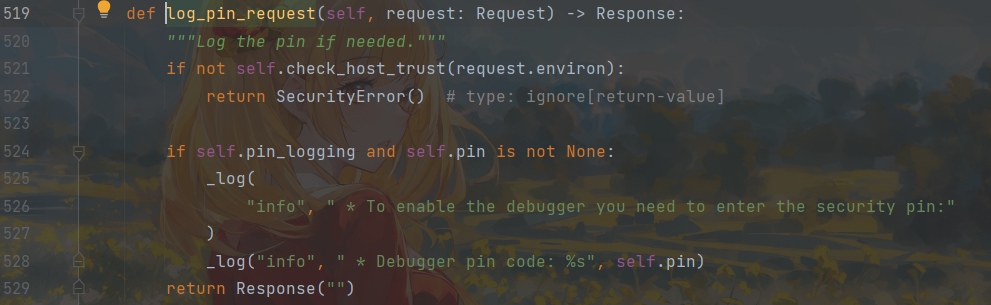 519 def log_pin_request(self, request: Request) -> Response:
520 """Log the pin if needed."""
521 if not self.check_host_trust(request.environ):
522 return SecurityError()  # type: ignore[return-value]
523
524 if self.pin_logging and self.pin is not None:
525 _log(
526 "info", " * To enable the debugger you need to enter the security pin:"
527 )
528 _log("info", " * Debugger pin code: %s", self.pin)
529 return Response("")